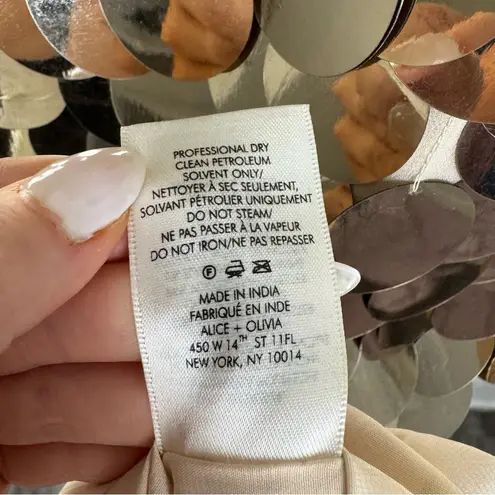 PROFESSIONAL DRY
CLEAN PETROLEUM
SOLVENT ONLY/
NETTOYER À SEC SEULEMENT,
SOLVANT PÉTROLIER UNIQUEMENT
DO NOT STEAM/
NE PAS PASSER À LA VAPEUR
DO NOT IRON/NE PAS REPASSER
F
MADE IN INDIA
FABRIQUÉ EN INDE
ALICE + OLIVIA
450 W 14TH ST 11FL
NEW YORK, NY 10014